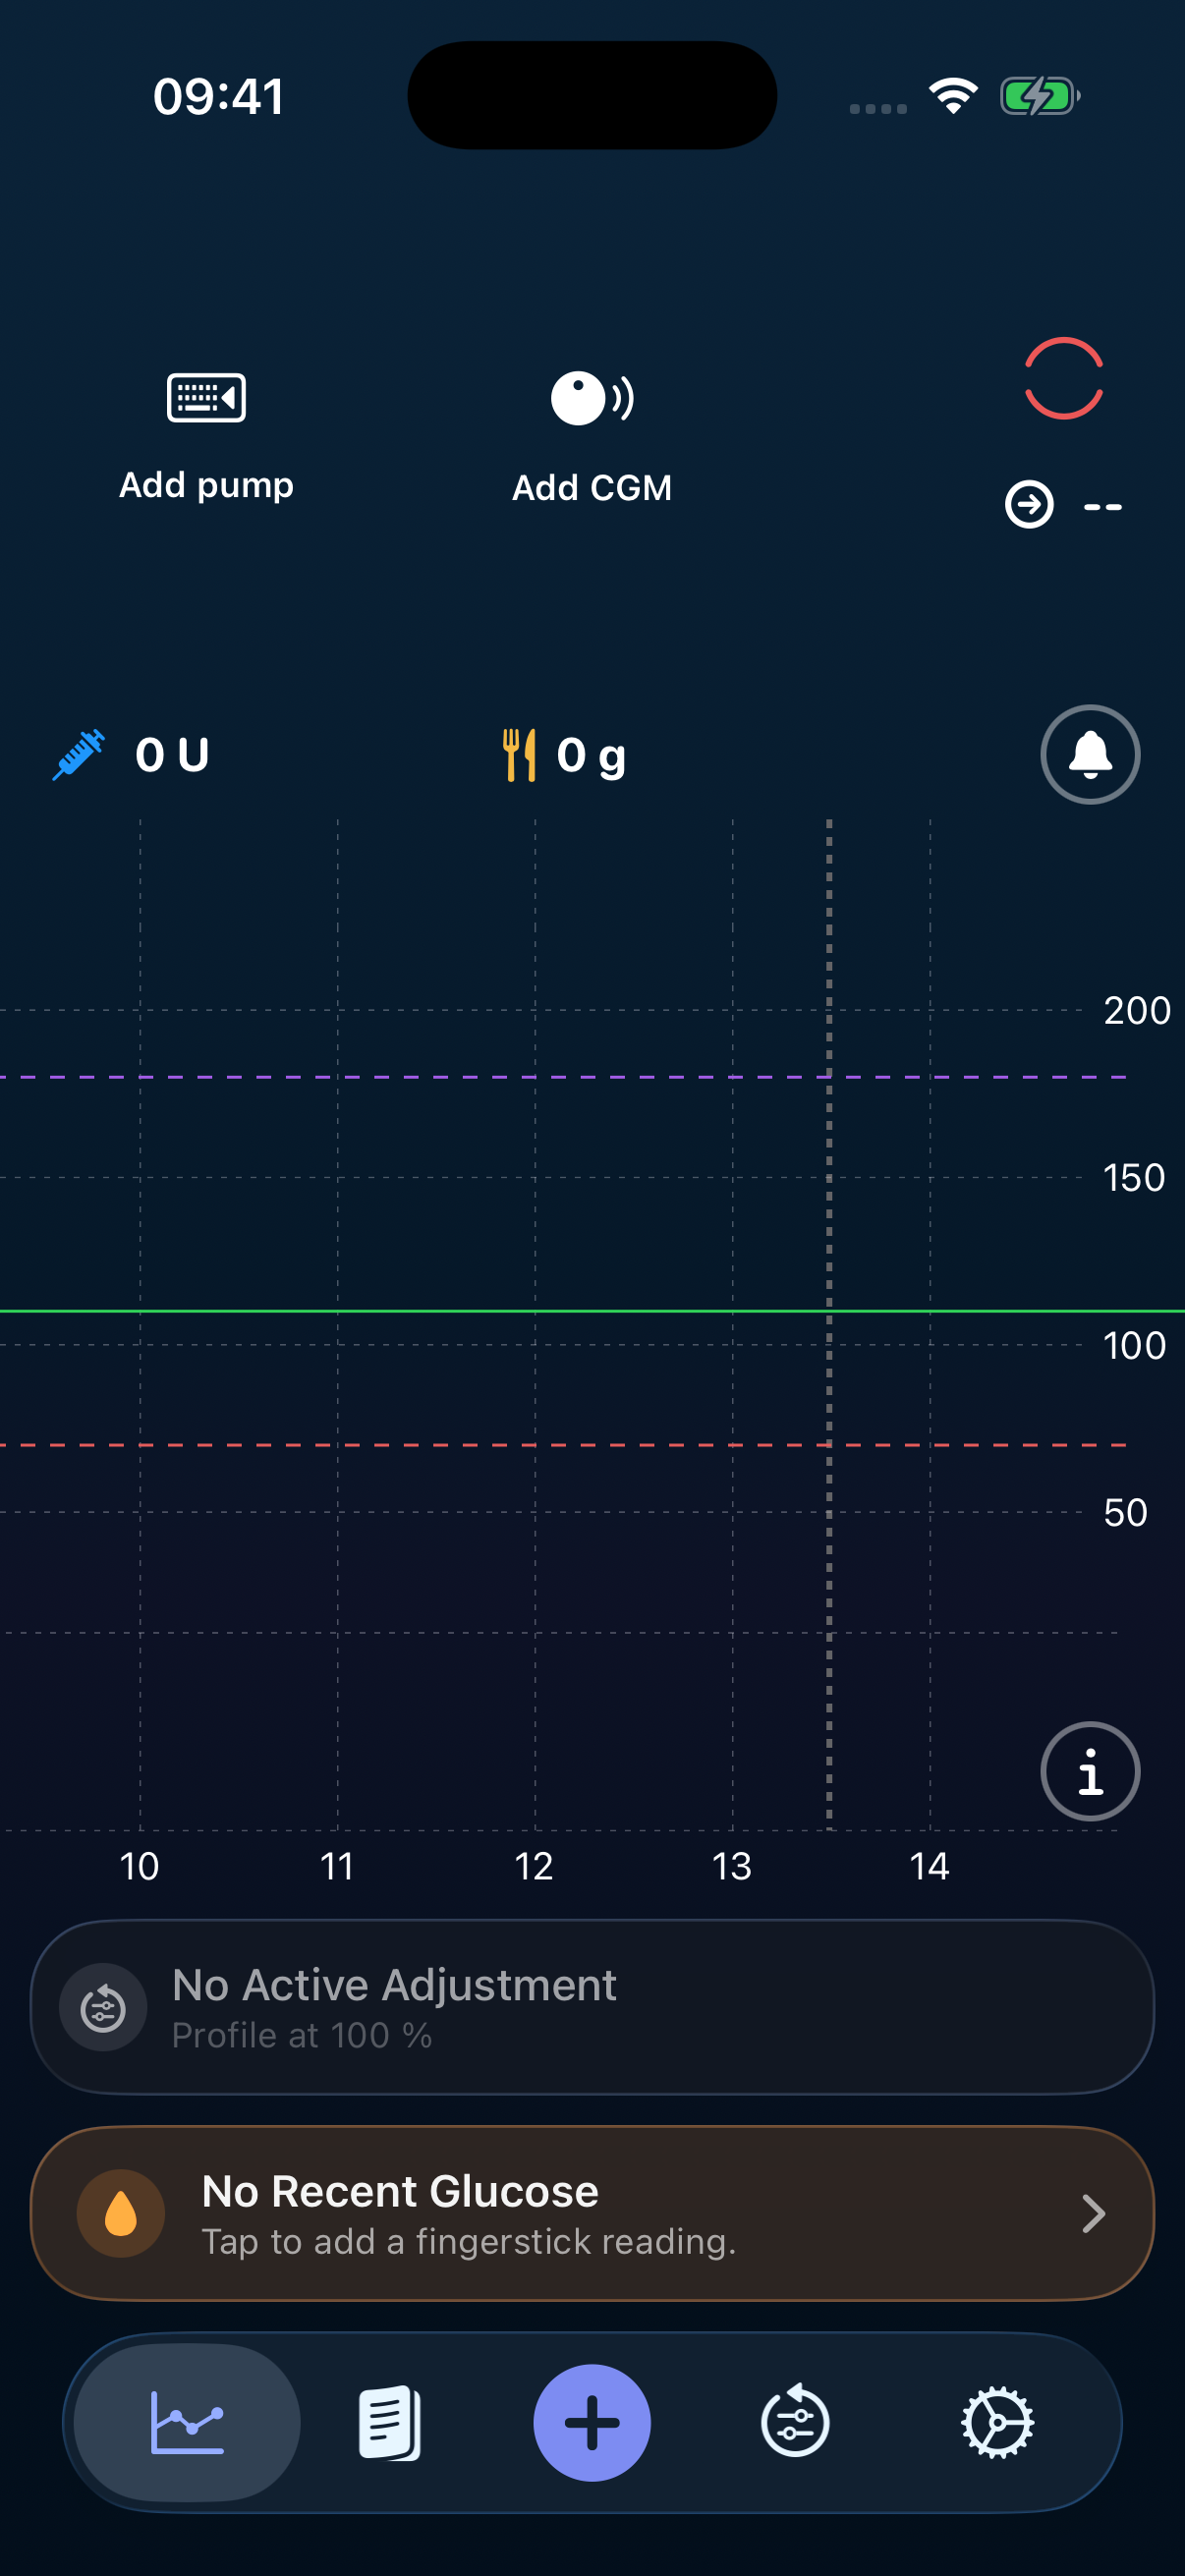 09:41
Add pump
Add CGM
--
0 U
0 g
200
150
100
50
10 11 12 13 14
No Active Adjustment
Profile at 100 %
No Recent Glucose
Tap to add a fingerstick reading.